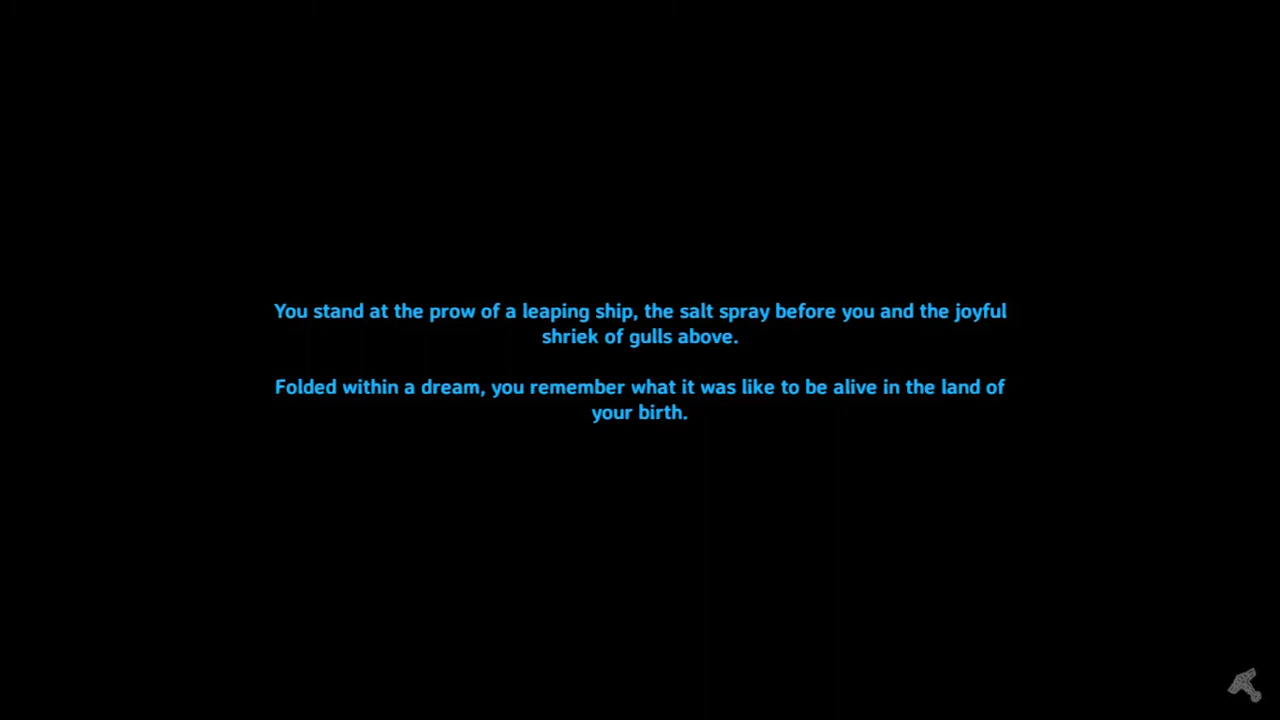 You stand at the prow of a leaping ship, the salt spray before you and the joyful
shriek of gulls above.
Folded within a dream, you remember what it was like to be alive in the land of
your birth.